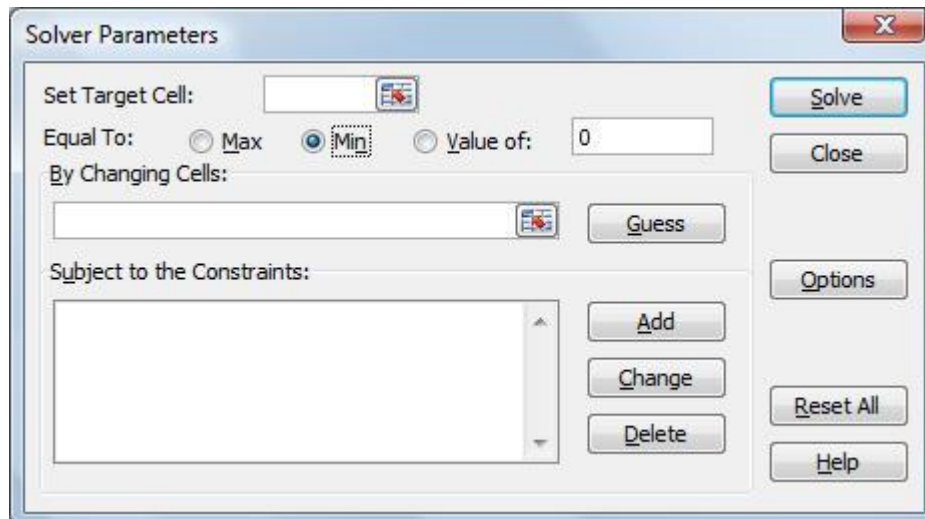 Solver Parameters
Set Target Cell:
Solve
Equal To: Max Min Value of: 0
Close
By Changing Cells:
Guess
Subject to the Constraints:
Options
Add
Change
Reset All
Delete
Help